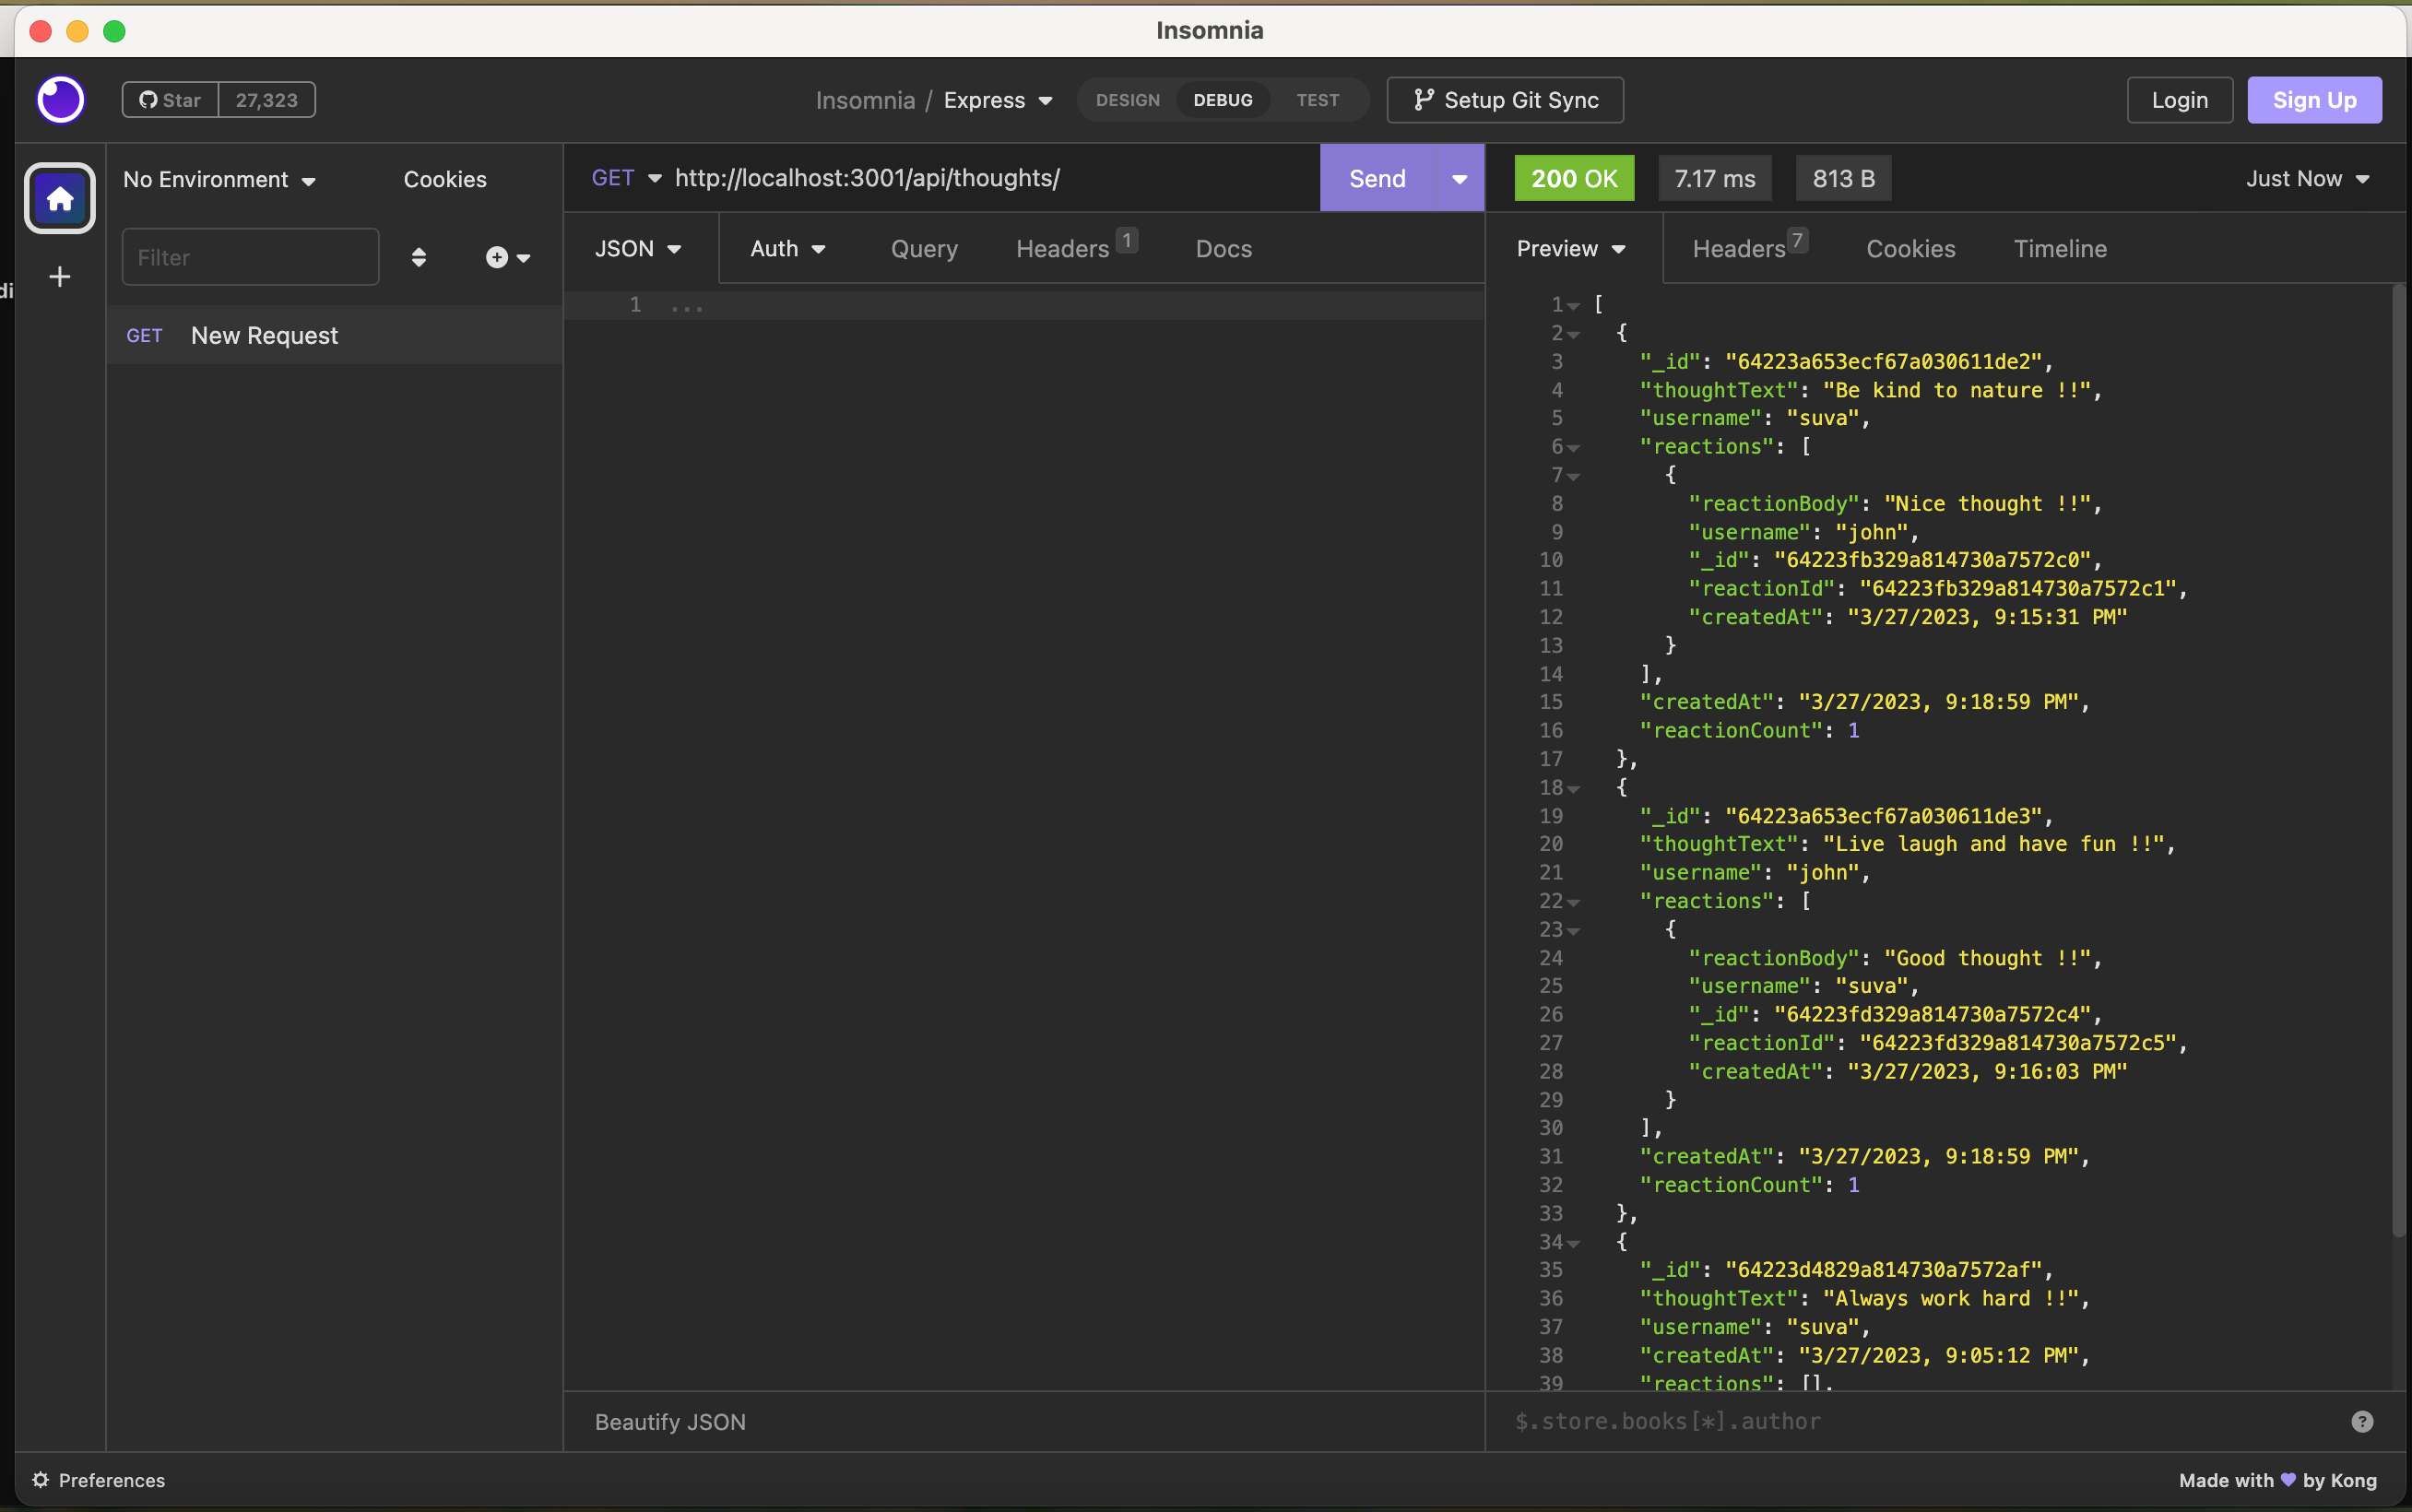 Insomnia
Star 27,323
Insomnia / Express
DESIGN DEBUG TEST
Setup Git Sync
Login
Sign Up
di
No Environment
Cookies
Filter
GET New Request
GET http://localhost:3001/api/thoughts/
Send
200 OK
7.17 ms
813 B
Just Now
JSON
Auth
Query
Headers 1
Docs
Preview
Headers 7
Cookies
Timeline
1 ...
1 [
2 {
3 "_id": "64223a653ecf67a030611de2",
4 "thoughtText": "Be kind to nature !!",
5 "username": "suva",
6 "reactions": [
7 {
8 "reactionBody": "Nice thought !!",
9 "username": "john",
10 "_id": "64223fb329a814730a7572c0",
11 "reactionId": "64223fb329a814730a7572c1",
12 "createdAt": "3/27/2023, 9:15:31 PM"
13 }
14 ],
15 "createdAt": "3/27/2023, 9:18:59 PM",
16 "reactionCount": 1
17 },
18 {
19 "_id": "64223a653ecf67a030611de3",
20 "thoughtText": "Live laugh and have fun !!",
21 "username": "john",
22 "reactions": [
23 {
24 "reactionBody": "Good thought !!",
25 "username": "suva",
26 "_id": "64223fd329a814730a7572c4",
27 "reactionId": "64223fd329a814730a7572c5",
28 "createdAt": "3/27/2023, 9:16:03 PM"
29 }
30 ],
31 "createdAt": "3/27/2023, 9:18:59 PM",
32 "reactionCount": 1
33 },
34 {
35 "_id": "64223d4829a814730a7572af",
36 "thoughtText": "Always work hard !!",
37 "username": "suva",
38 "createdAt": "3/27/2023, 9:05:12 PM",
39 "reactions": [],
Beautify JSON
$.store.books[*].author
?
Preferences
Made with 💜 by Kong